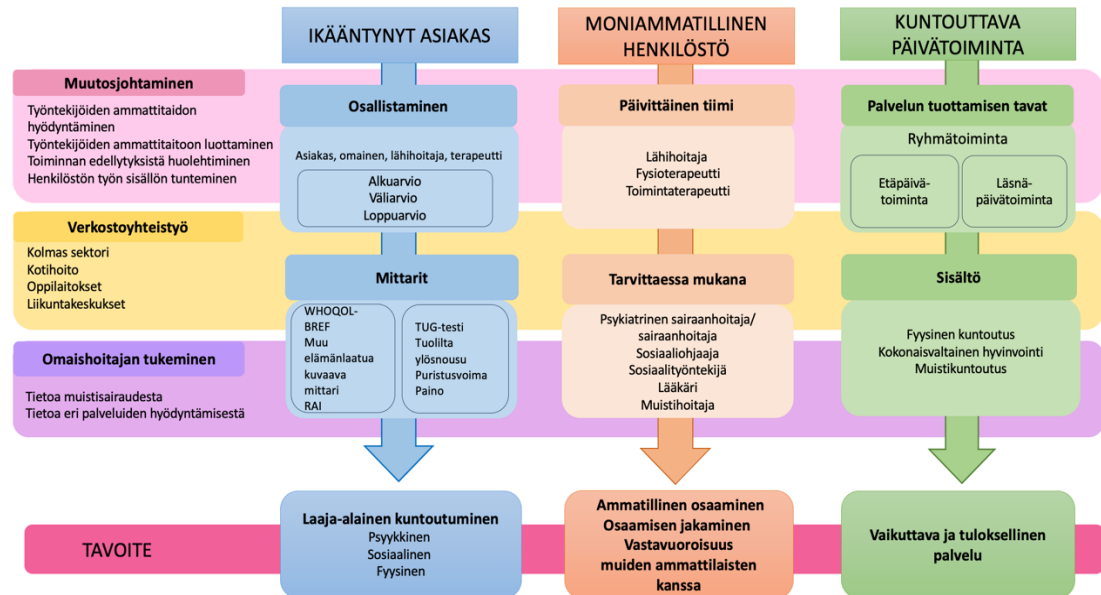 IKÄÄNTYNYT ASIAKAS
MONIAMMATILLINEN
HENKILÖSTÖ
KUNTOUTTAVA
PÄIVÄTOIMINTA
Muutosjohtaminen
Työntekijöiden ammattitaidon
hyödyntäminen
Työntekijöiden ammattitaitoon luottaminen
Toiminnan edellytyksistä huolehtiminen
Henkilöstön työn sisällön tunteminen
Osallistaminen
Asiakas, omainen, lähihoitaja, terapeutti
Alkuarvio
Väliarvio
Loppuarvio
Päivittäinen tiimi
Lähihoitaja
Fysioterapeutti
Toimintaterapeutti
Palvelun tuottamisen tavat
Ryhmätoiminta
Etäpäivä-
toiminta
Läsnä-
päivätoiminta
Verkostoyhteistyö
Kolmas sektori
Kotihoito
Oppilaitokset
Liikuntakeskukset
Mittarit
WHOQOL-
BREF
Muu
elämänlaatua
kuvaava
mittari
RAI
TUG-testi
Tuolilta
ylösnousu
Puristusvoima
Paino
Tarvittaessa mukana
Psykiatrinen sairaanhoitaja/
sairaanhoitaja
Sosiaaliohjaaja
Sosiaalityöntekijä
Lääkäri
Muistihoitaja
Sisältö
Fyysinen kuntoutus
Kokonaisvaltainen hyvinvointi
Muistikuntoutus
Omaishoitajan tukeminen
Tietoa muistisairaudesta
Tietoa eri palveluiden hyödyntämisestä
TAVOITE
Laaja-alainen kuntoutuminen
Psyykkinen
Sosiaalinen
Fyysinen
Ammatillinen osaaminen
Osaamisen jakaminen
Vastavuoroisuus
muiden ammattilaisten
kanssa
Vaikuttava ja tuloksellinen
palvelu